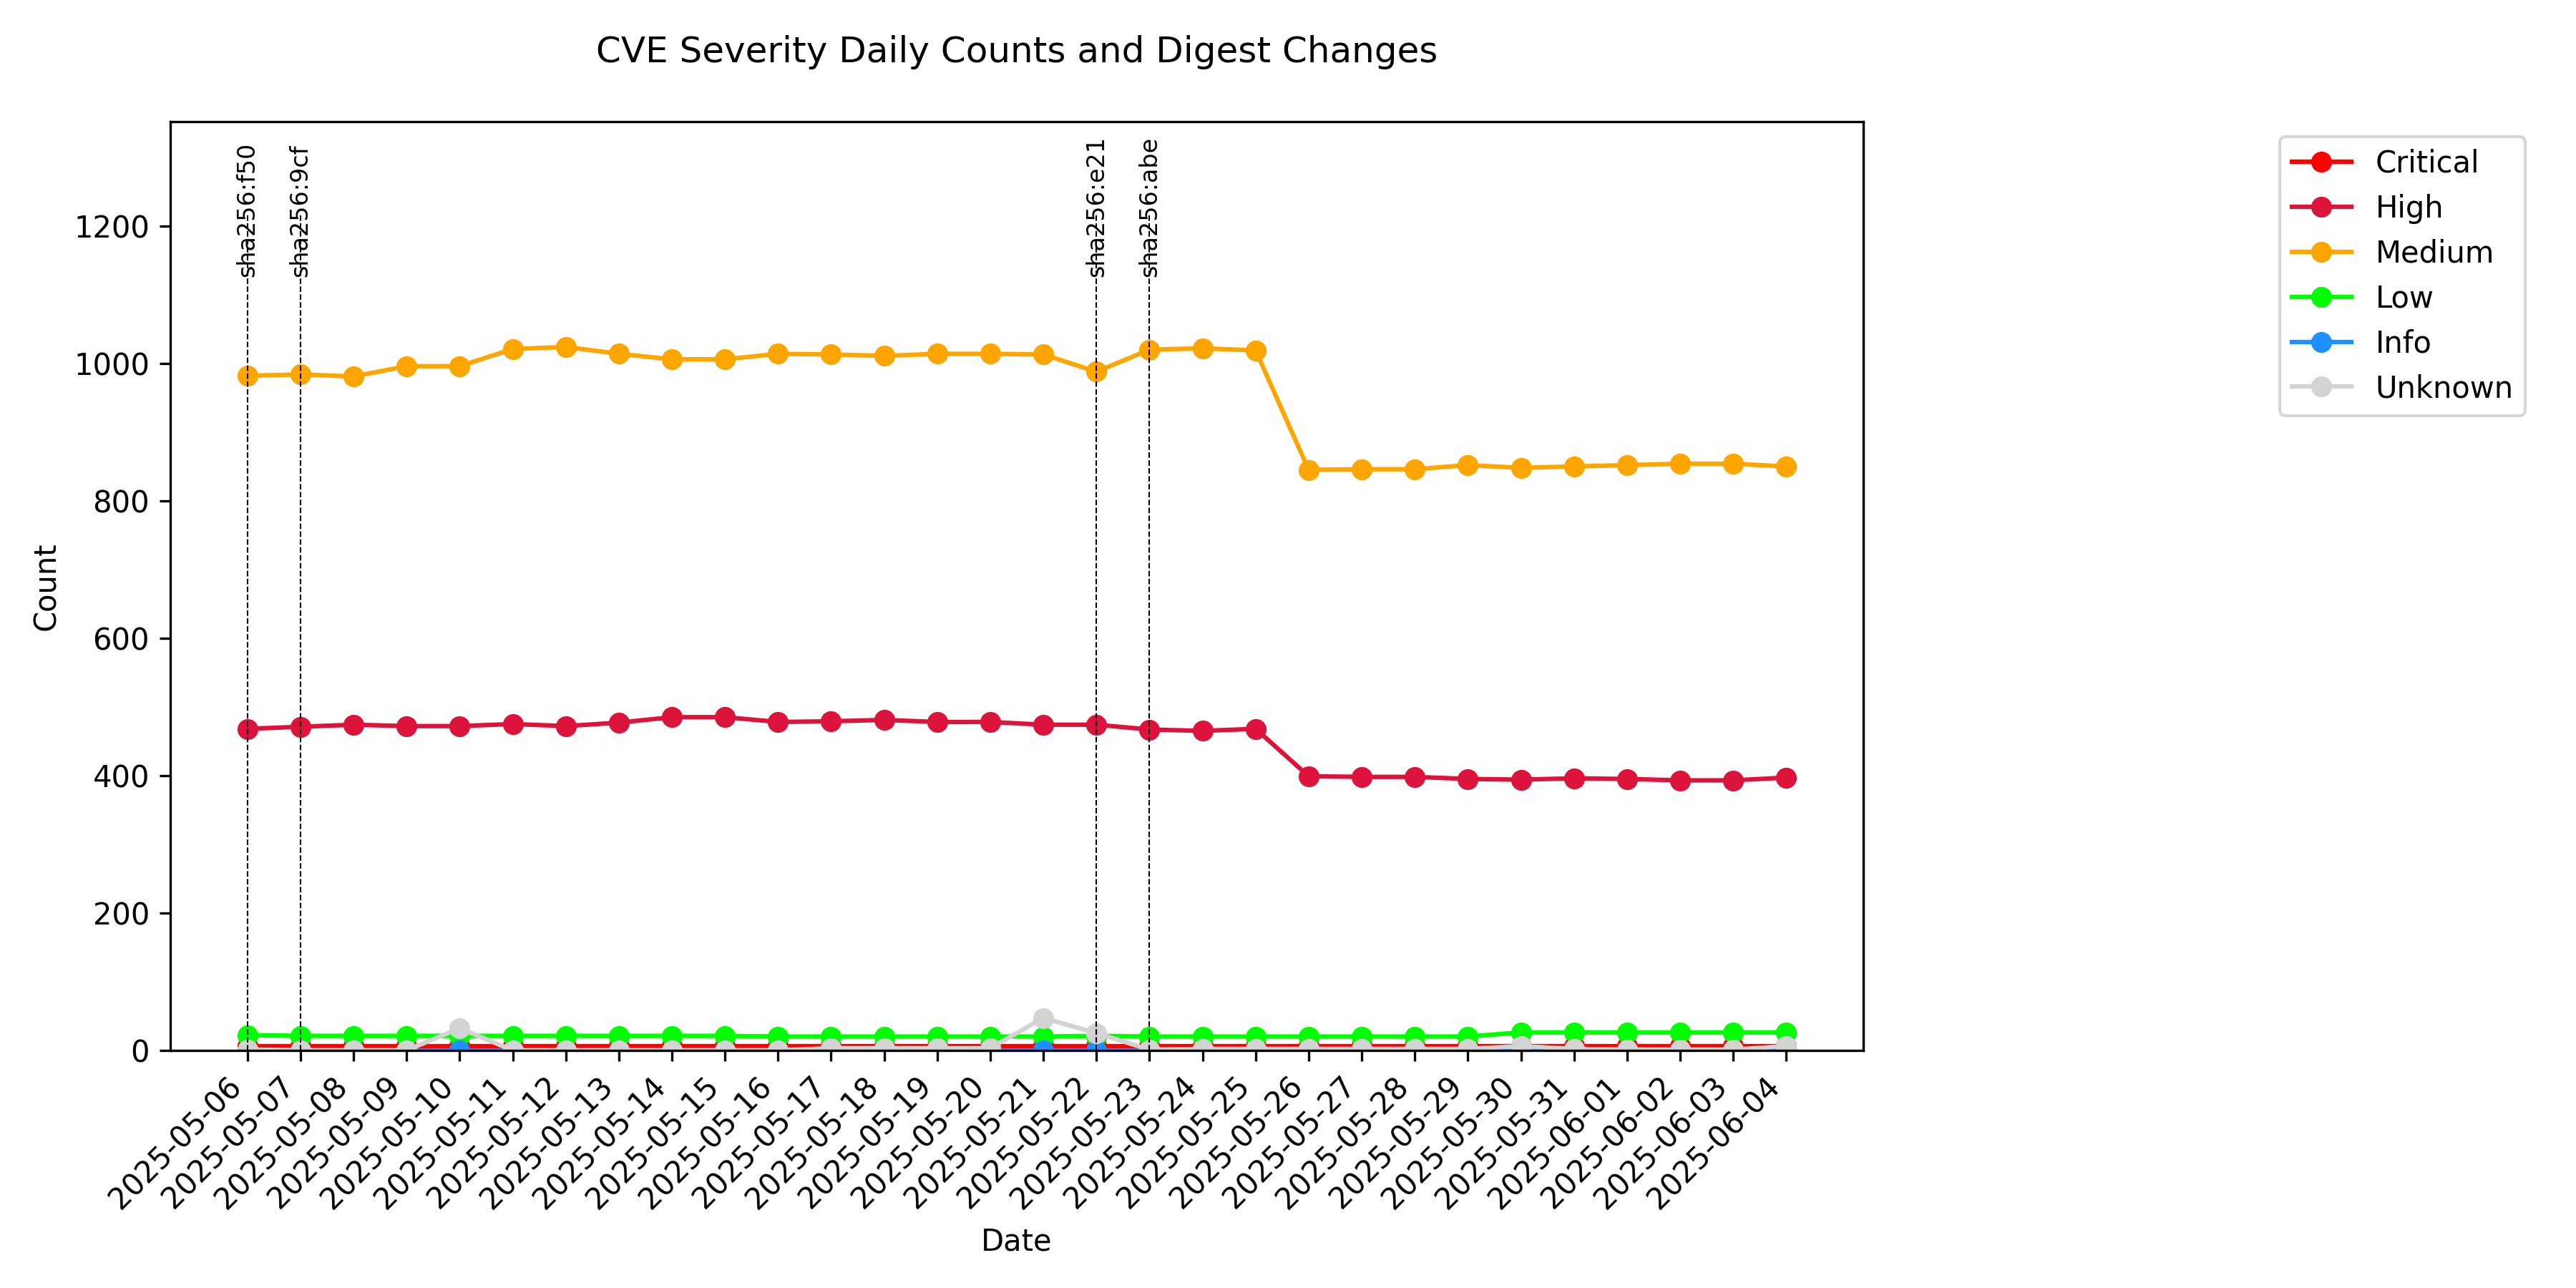 CVE Severity Daily Counts and Digest Changes
sha256:f50
sha256:9cf
sha256:e21
sha256:abe
Critical
High
Medium
Low
Info
Unknown
1200
1000
800
600
400
200
0
Count
2025-05-06
2025-05-07
2025-05-08
2025-05-09
2025-05-10
2025-05-11
2025-05-12
2025-05-13
2025-05-14
2025-05-15
2025-05-16
2025-05-17
2025-05-18
2025-05-19
2025-05-20
2025-05-21
2025-05-22
2025-05-23
2025-05-24
2025-05-25
2025-05-26
2025-05-27
2025-05-28
2025-05-29
2025-05-30
2025-05-31
2025-06-01
2025-06-02
2025-06-03
2025-06-04
Date